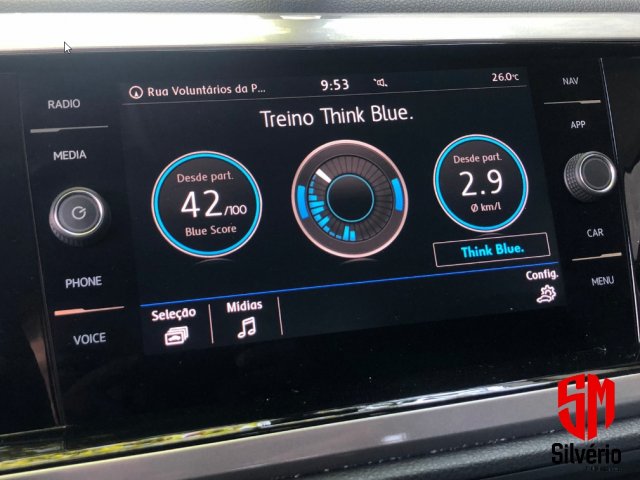 RADIO
MEDIA
PHONE
VOICE
Rua Voluntários da P...
9:53
26.0°C
Treino Think Blue.
Desde part.
42/100
Blue Score
Desde part.
2.9
Ø km/l
Think Blue.
Seleção
Mídias
Config.
NAV
APP
CAR
MENU
SM
Silvério